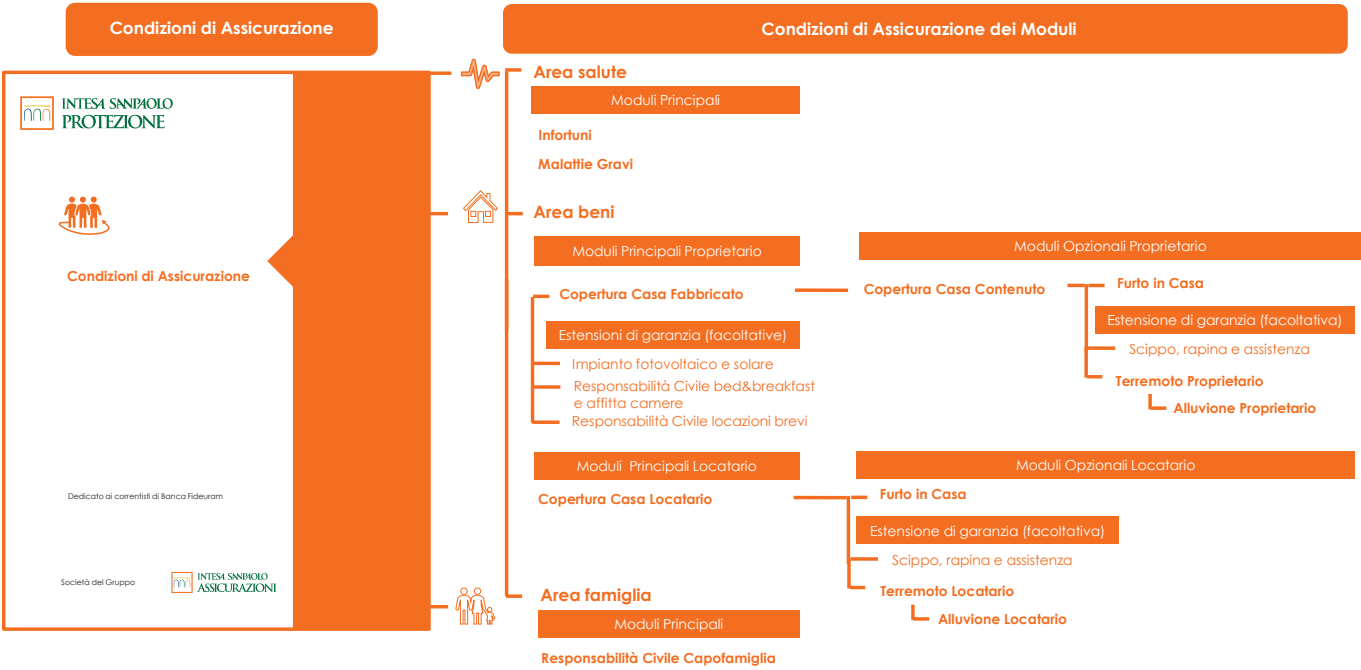 Condizioni di Assicurazione
Condizioni di Assicurazione dei Moduli
INTESA SANPAOLO
PROTEZIONE
Condizioni di Assicurazione
Dedicato ai correntisti di Banca Fideuram
Società del Gruppo
INTESA SANPAOLO
ASSICURAZIONI
Area salute
Moduli Principali
Infortuni
Malattie Gravi
Area beni
Moduli Principali Proprietario
Copertura Casa Fabbricato
Estensioni di garanzia (facoltative)
Impianto fotovoltaico e solare
Responsabilità Civile bed&breakfast
e affitta camere
Responsabilità Civile locazioni brevi
Moduli Opzionali Proprietario
Copertura Casa Contenuto
Furto in Casa
Estensione di garanzia (facoltativa)
Scippo, rapina e assistenza
Terremoto Proprietario
Alluvione Proprietario
Moduli Principali Locatario
Copertura Casa Locatario
Moduli Opzionali Locatario
Furto in Casa
Estensione di garanzia (facoltativa)
Scippo, rapina e assistenza
Terremoto Locatario
Alluvione Locatario
Area famiglia
Moduli Principali
Responsabilità Civile Capofamiglia